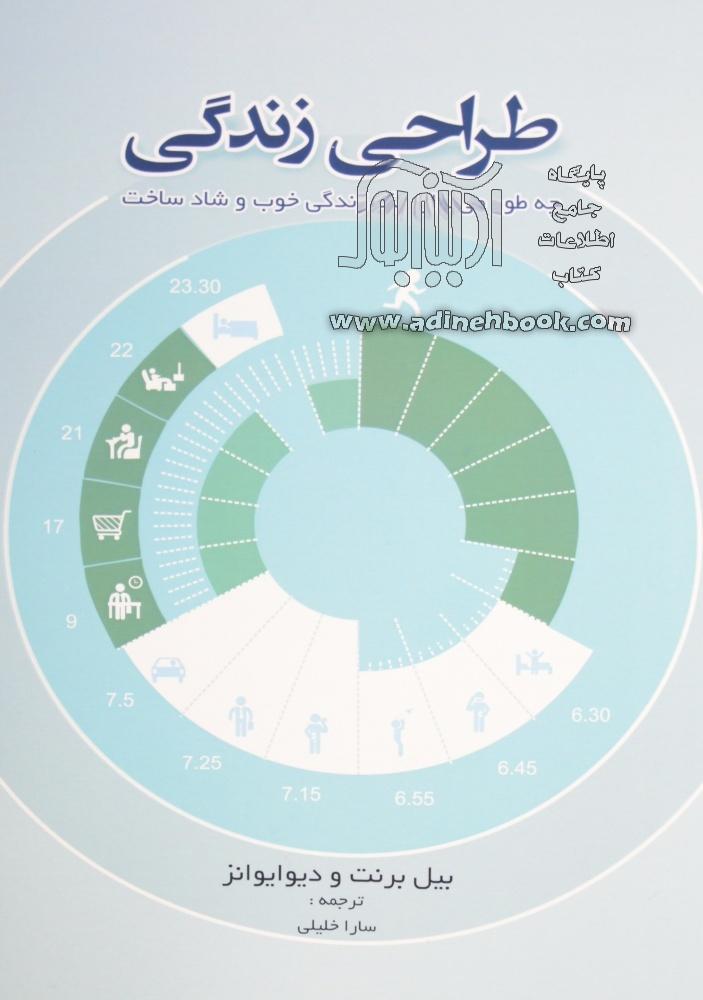 طراحی زندگی
چه طور زندگی خوب و شاد ساخت
پایگاه
جامع
اطلاعات
کتاب
آدینه‌بوک
www.adinehbook.com
23.30
22
21
17
9
7.5
7.25
7.15
6.55
6.45
6.30
بیل برنت و دیوایوانز
ترجمه :
سارا خلیلی